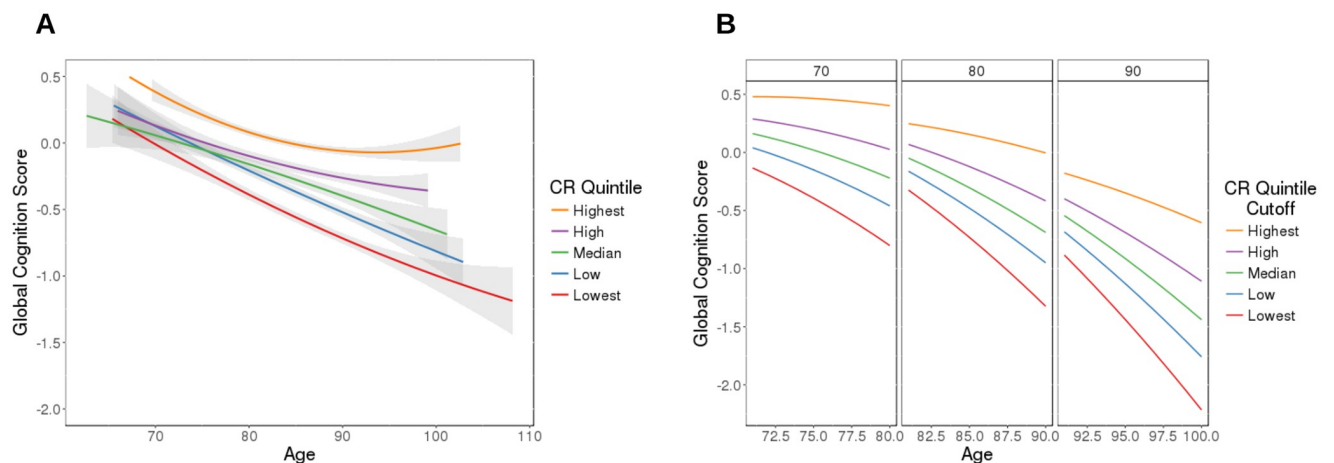 A
Global Cognition Score
0.5
0.0
-0.5
-1.0
-1.5
-2.0
70 80 90 100 110
Age
CR Quintile
Highest
High
Median
Low
Lowest
B
70 80 90
Global Cognition Score
0.5
0.0
-0.5
-1.0
-1.5
-2.0
72.5 75.0 77.5 80.0 82.5 85.0 87.5 90.0 92.5 95.0 97.5 100.0
Age
CR Quintile
Cutoff
Highest
High
Median
Low
Lowest